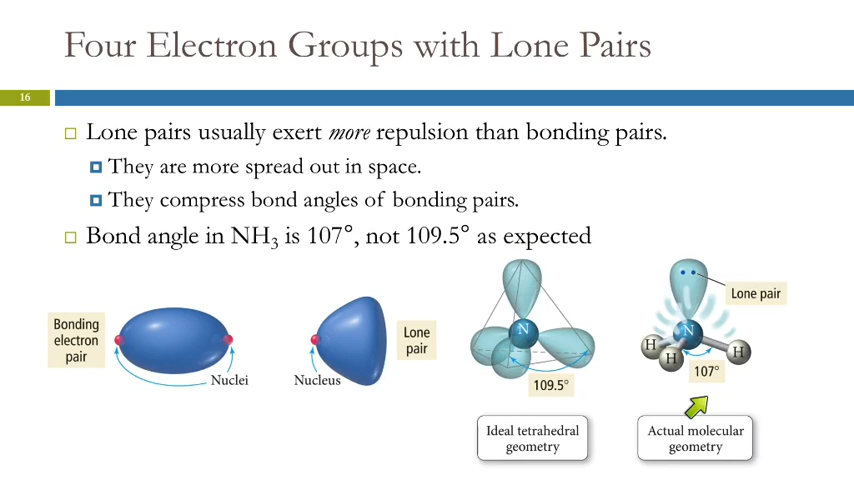 Four Electron Groups with Lone Pairs
16
Lone pairs usually exert more repulsion than bonding pairs.
They are more spread out in space.
They compress bond angles of bonding pairs.
Bond angle in NH₃ is 107°, not 109.5° as expected
Bonding
electron
pair
Nuclei
Nucleus
Lone
pair
N
109.5°
Ideal tetrahedral
geometry
Lone pair
N
H
H
H
107°
Actual molecular
geometry